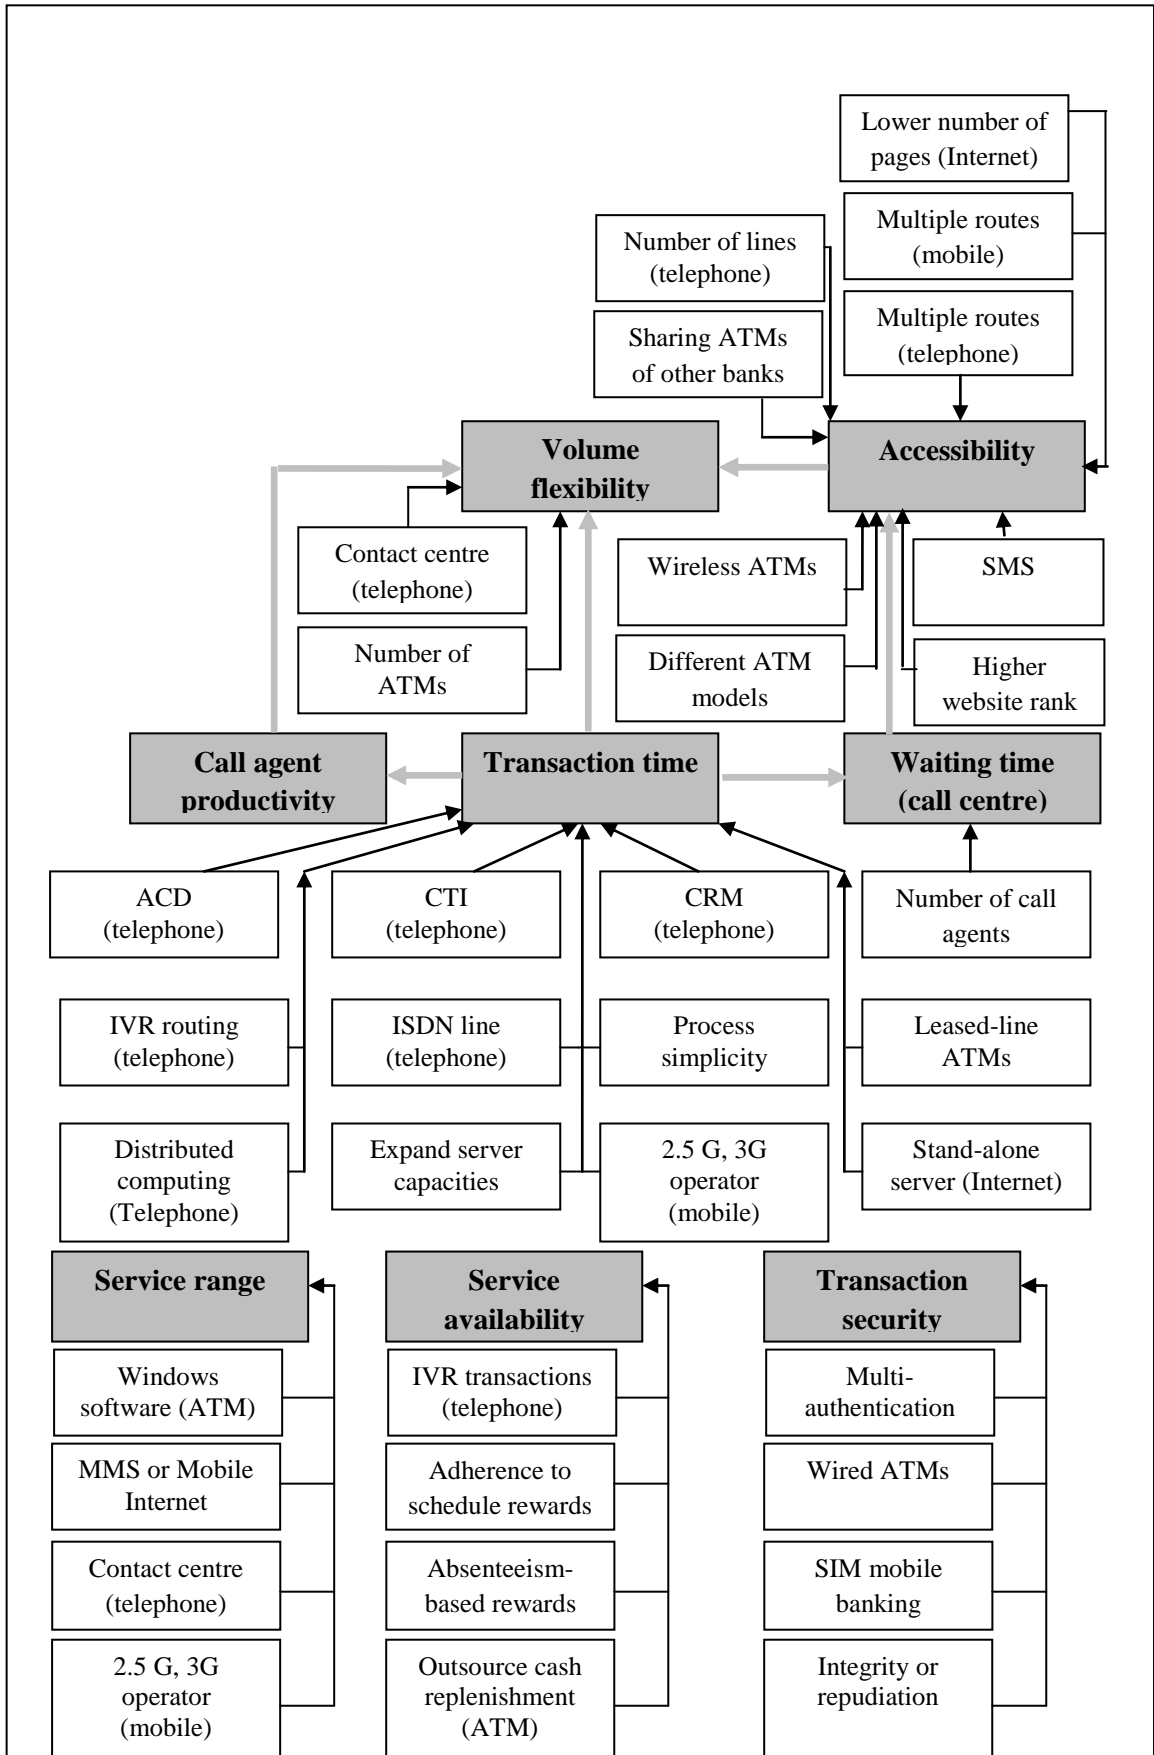 Lower number of
pages (Internet)
Number of lines
(telephone)
Multiple routes
(mobile)
Sharing ATMs
of other banks
Multiple routes
(telephone)
Volume
flexibility
Accessibility
Contact centre
(telephone)
Wireless ATMs
SMS
Number of
ATMs
Different ATM
models
Higher
website rank
Call agent
productivity
Transaction time
Waiting time
(call centre)
ACD
(telephone)
CTI
(telephone)
CRM
(telephone)
Number of call
agents
IVR routing
(telephone)
ISDN line
(telephone)
Process
simplicity
Leased-line
ATMs
Distributed
computing
(Telephone)
Expand server
capacities
2.5 G, 3G
operator
(mobile)
Stand-alone
server (Internet)
Service range
Service
availability
Transaction
security
Windows
software (ATM)
IVR transactions
(telephone)
Multi-
authentication
MMS or Mobile
Internet
Adherence to
schedule rewards
Wired ATMs
Contact centre
(telephone)
Absenteeism-
based rewards
SIM mobile
banking
2.5 G, 3G
operator
(mobile)
Outsource cash
replenishment
(ATM)
Integrity or
repudiation